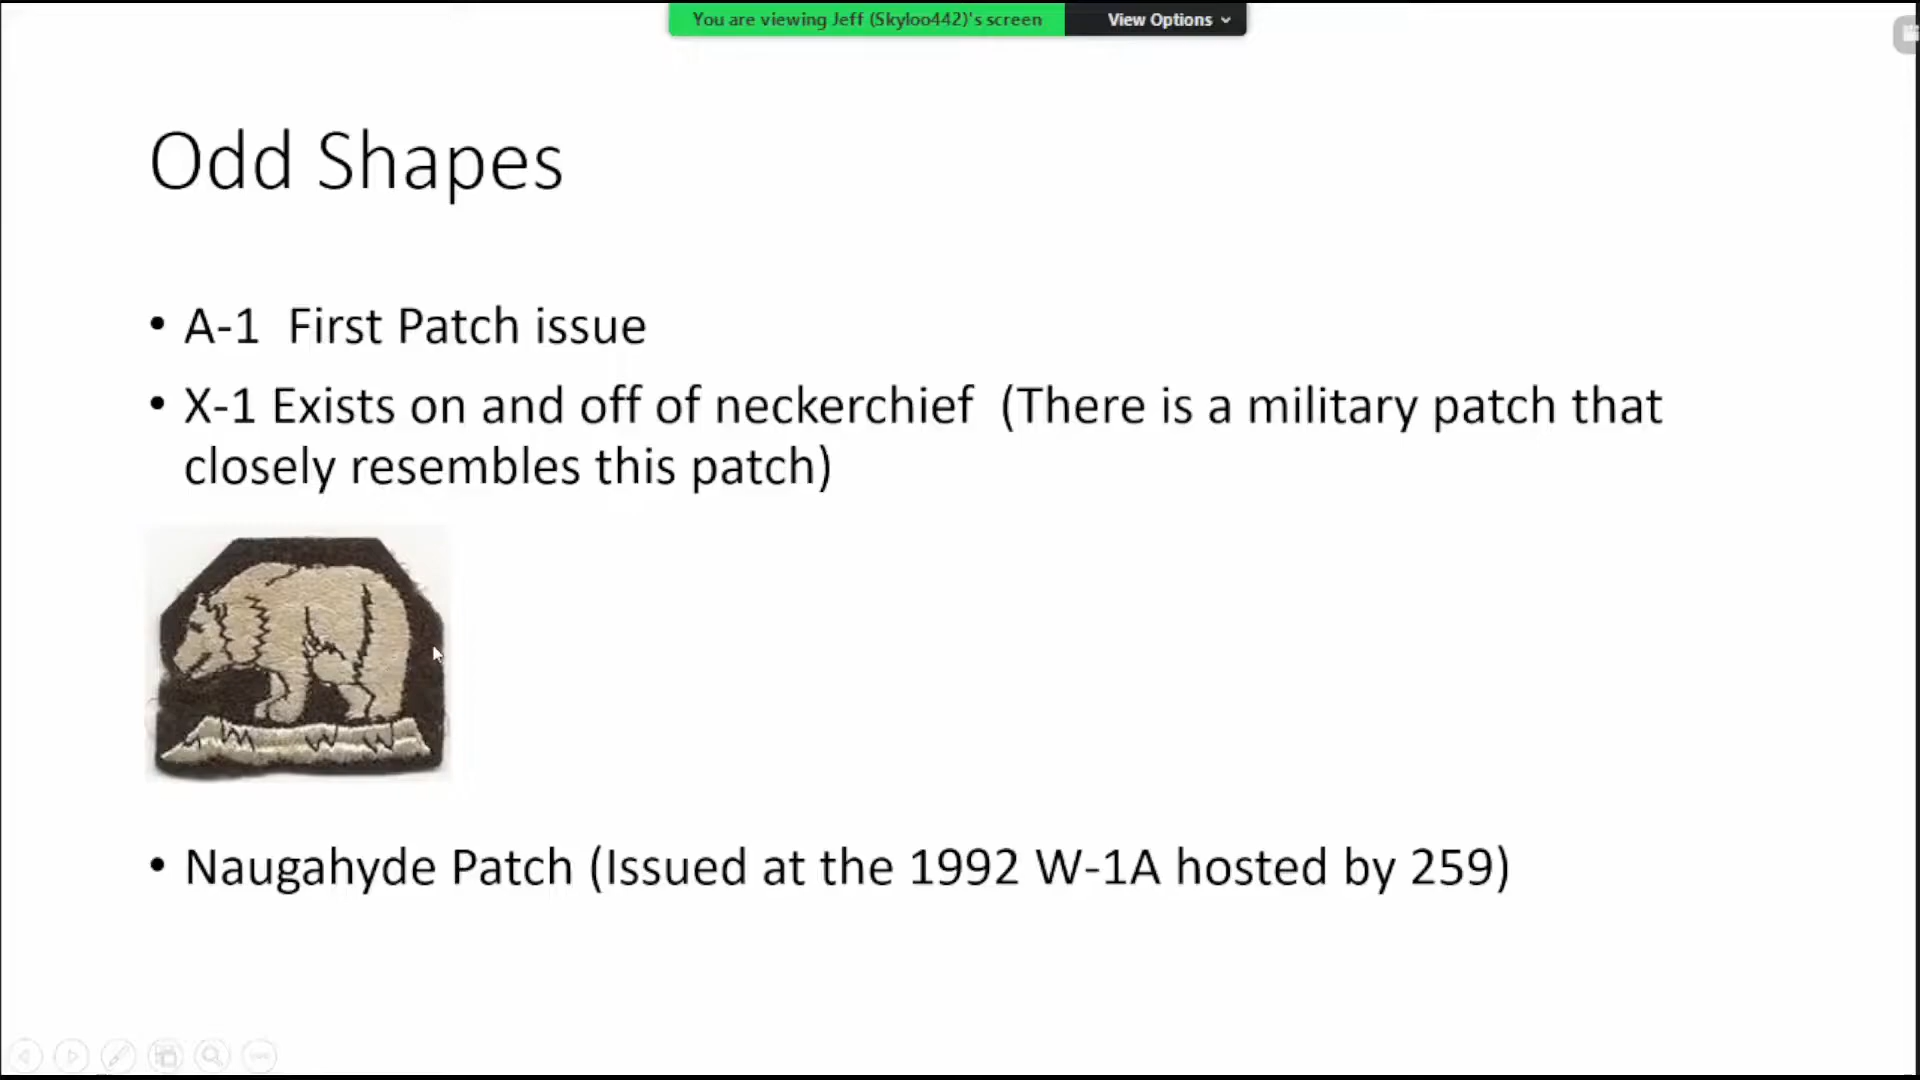 You are viewing Jeff (Skyloo442)'s screen
View Options
Odd Shapes
• A-1 First Patch issue
• X-1 Exists on and off of neckerchief (There is a military patch that
closely resembles this patch)
• Naugahyde Patch (Issued at the 1992 W-1A hosted by 259)